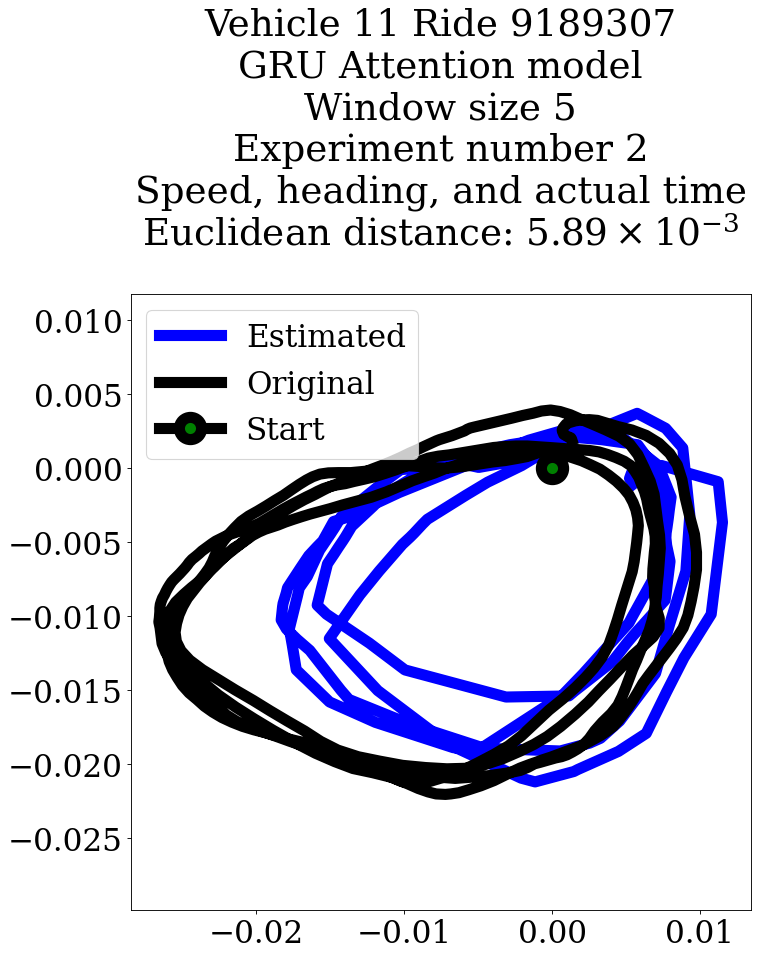 Vehicle 11 Ride 9189307
GRU Attention model
Window size 5
Experiment number 2
Speed, heading, and actual time
Euclidean distance: 5.89 × 10⁻³
Estimated
Original
Start
0.010
0.005
0.000
−0.005
−0.010
−0.015
−0.020
−0.025
−0.02 −0.01 0.00 0.01